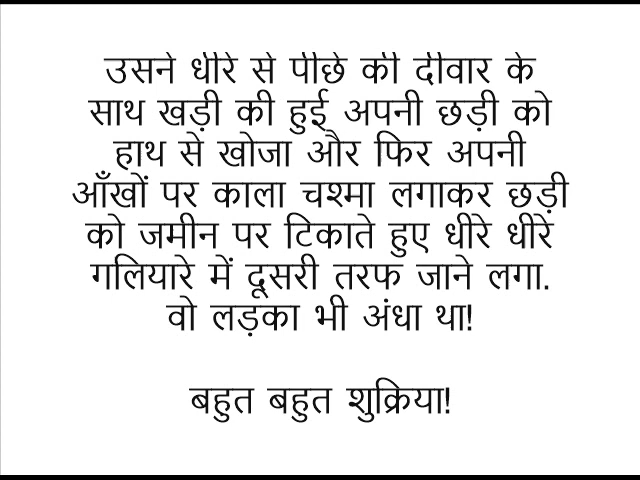 उसने धीरे से पीछे की दीवार के
साथ खड़ी की हुई अपनी छड़ी को
हाथ से खोजा और फिर अपनी
आँखों पर काला चश्मा लगाकर छड़ी
को जमीन पर टिकाते हुए धीरे धीरे
गलियारे में दूसरी तरफ जाने लगा.
वो लड़का भी अंधा था!
बहुत बहुत शुक्रिया!